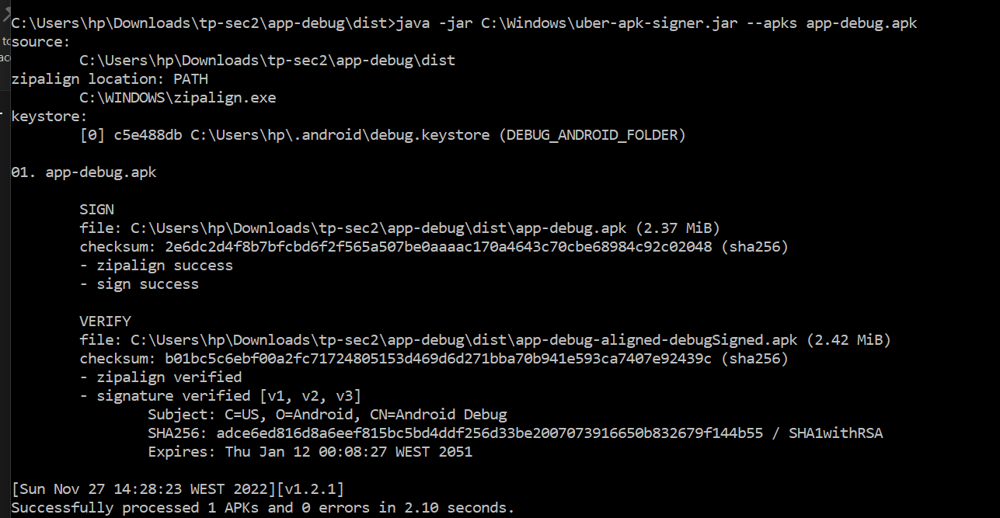 C:\Users\hp\Downloads\tp-sec2\app-debug\dist>java -jar C:\Windows\uber-apk-signer.jar --apks app-debug.apk
source:
        C:\Users\hp\Downloads\tp-sec2\app-debug\dist
zipalign location: PATH
        C:\WINDOWS\zipalign.exe
keystore:
        [0] c5e488db C:\Users\hp\.android\debug.keystore (DEBUG_ANDROID_FOLDER)

01. app-debug.apk

        SIGN
        file: C:\Users\hp\Downloads\tp-sec2\app-debug\dist\app-debug.apk (2.37 MiB)
        checksum: 2e6dc2d4f8b7bfcbd6f2f565a507be0aaaac170a4643c70cbe68984c92c02048 (sha256)
        - zipalign success
        - sign success

        VERIFY
        file: C:\Users\hp\Downloads\tp-sec2\app-debug\dist\app-debug-aligned-debugSigned.apk (2.42 MiB)
        checksum: b01bc5c6ebf00a2fc71724805153d469d6d271bba70b941e593ca7407e92439c (sha256)
        - zipalign verified
        - signature verified [v1, v2, v3]
                Subject: C=US, O=Android, CN=Android Debug
                SHA256: adce6ed816d8a6eef815bc5bd4ddf256d33be2007073916650b832679f144b55 / SHA1withRSA
                Expires: Thu Jan 12 00:08:27 WEST 2051

[Sun Nov 27 14:28:23 WEST 2022][v1.2.1]
Successfully processed 1 APKs and 0 errors in 2.10 seconds.